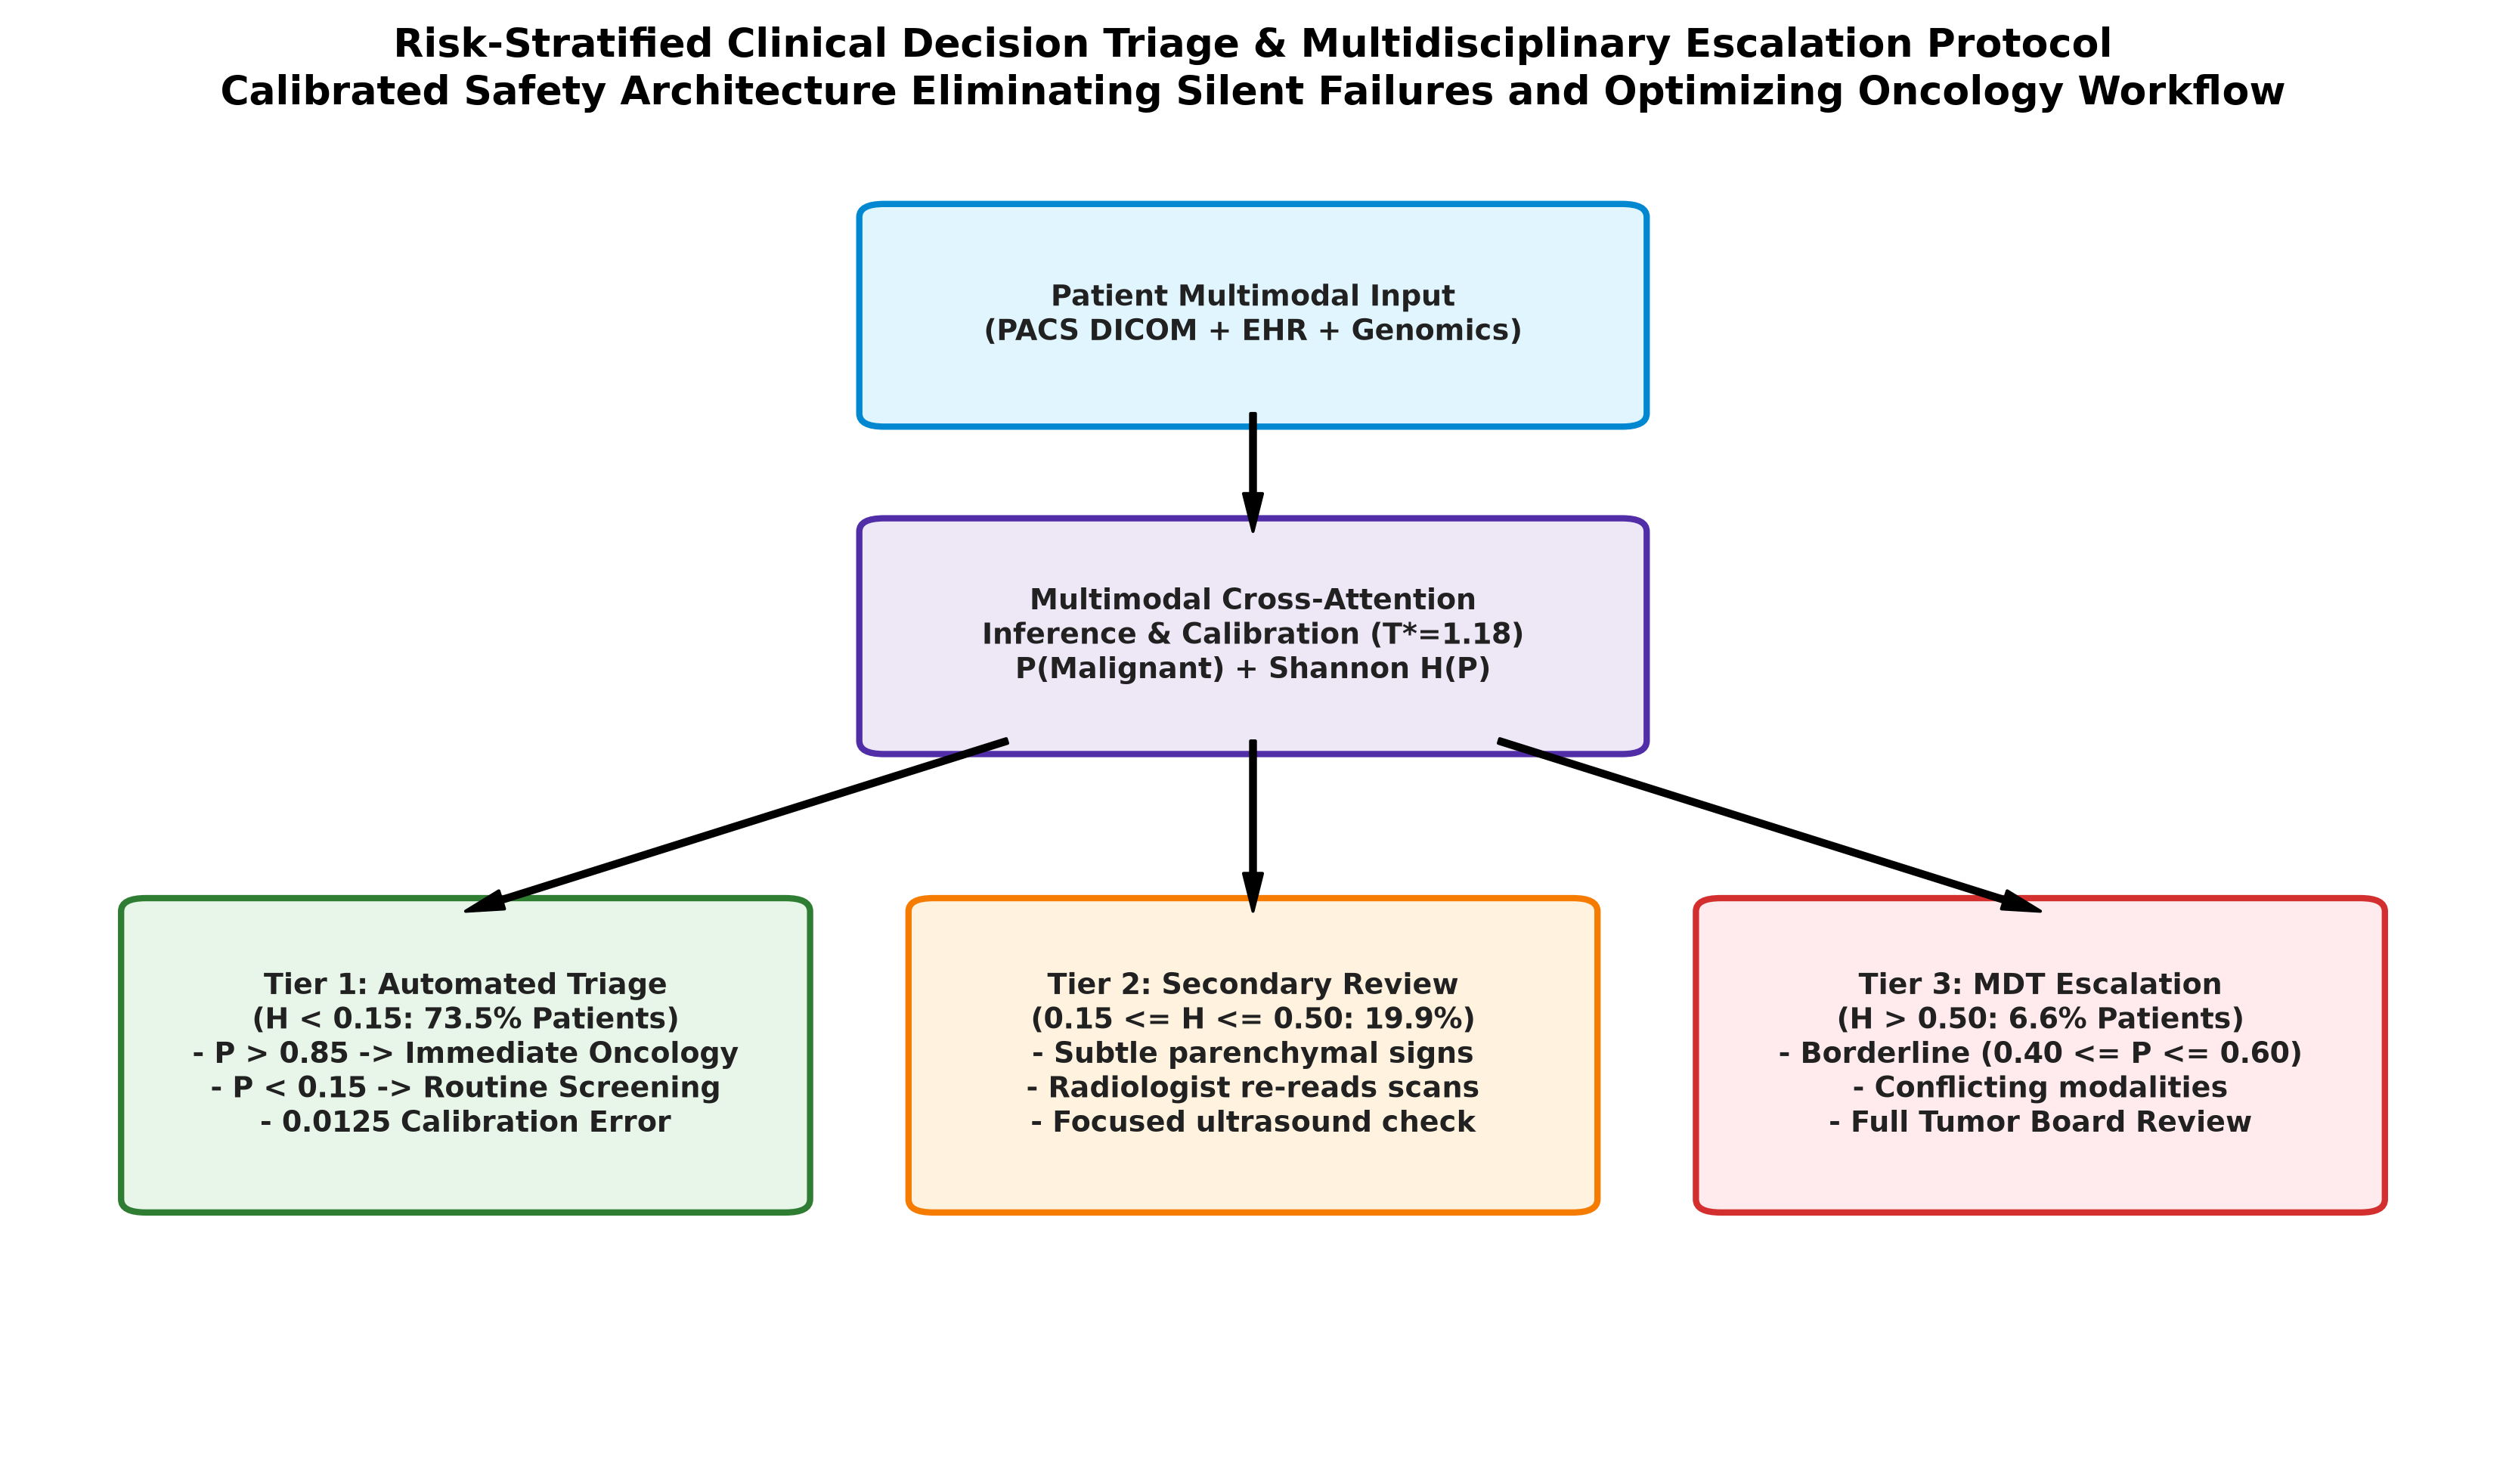 Risk-Stratified Clinical Decision Triage & Multidisciplinary Escalation Protocol
Calibrated Safety Architecture Eliminating Silent Failures and Optimizing Oncology Workflow
Patient Multimodal Input
(PACS DICOM + EHR + Genomics)
Multimodal Cross-Attention
Inference & Calibration (T*=1.18)
P(Malignant) + Shannon H(P)
Tier 1: Automated Triage
(H < 0.15: 73.5% Patients)
- P > 0.85 -> Immediate Oncology
- P < 0.15 -> Routine Screening
- 0.0125 Calibration Error
Tier 2: Secondary Review
(0.15 <= H <= 0.50: 19.9%)
- Subtle parenchymal signs
- Radiologist re-reads scans
- Focused ultrasound check
Tier 3: MDT Escalation
(H > 0.50: 6.6% Patients)
- Borderline (0.40 <= P <= 0.60)
- Conflicting modalities
- Full Tumor Board Review